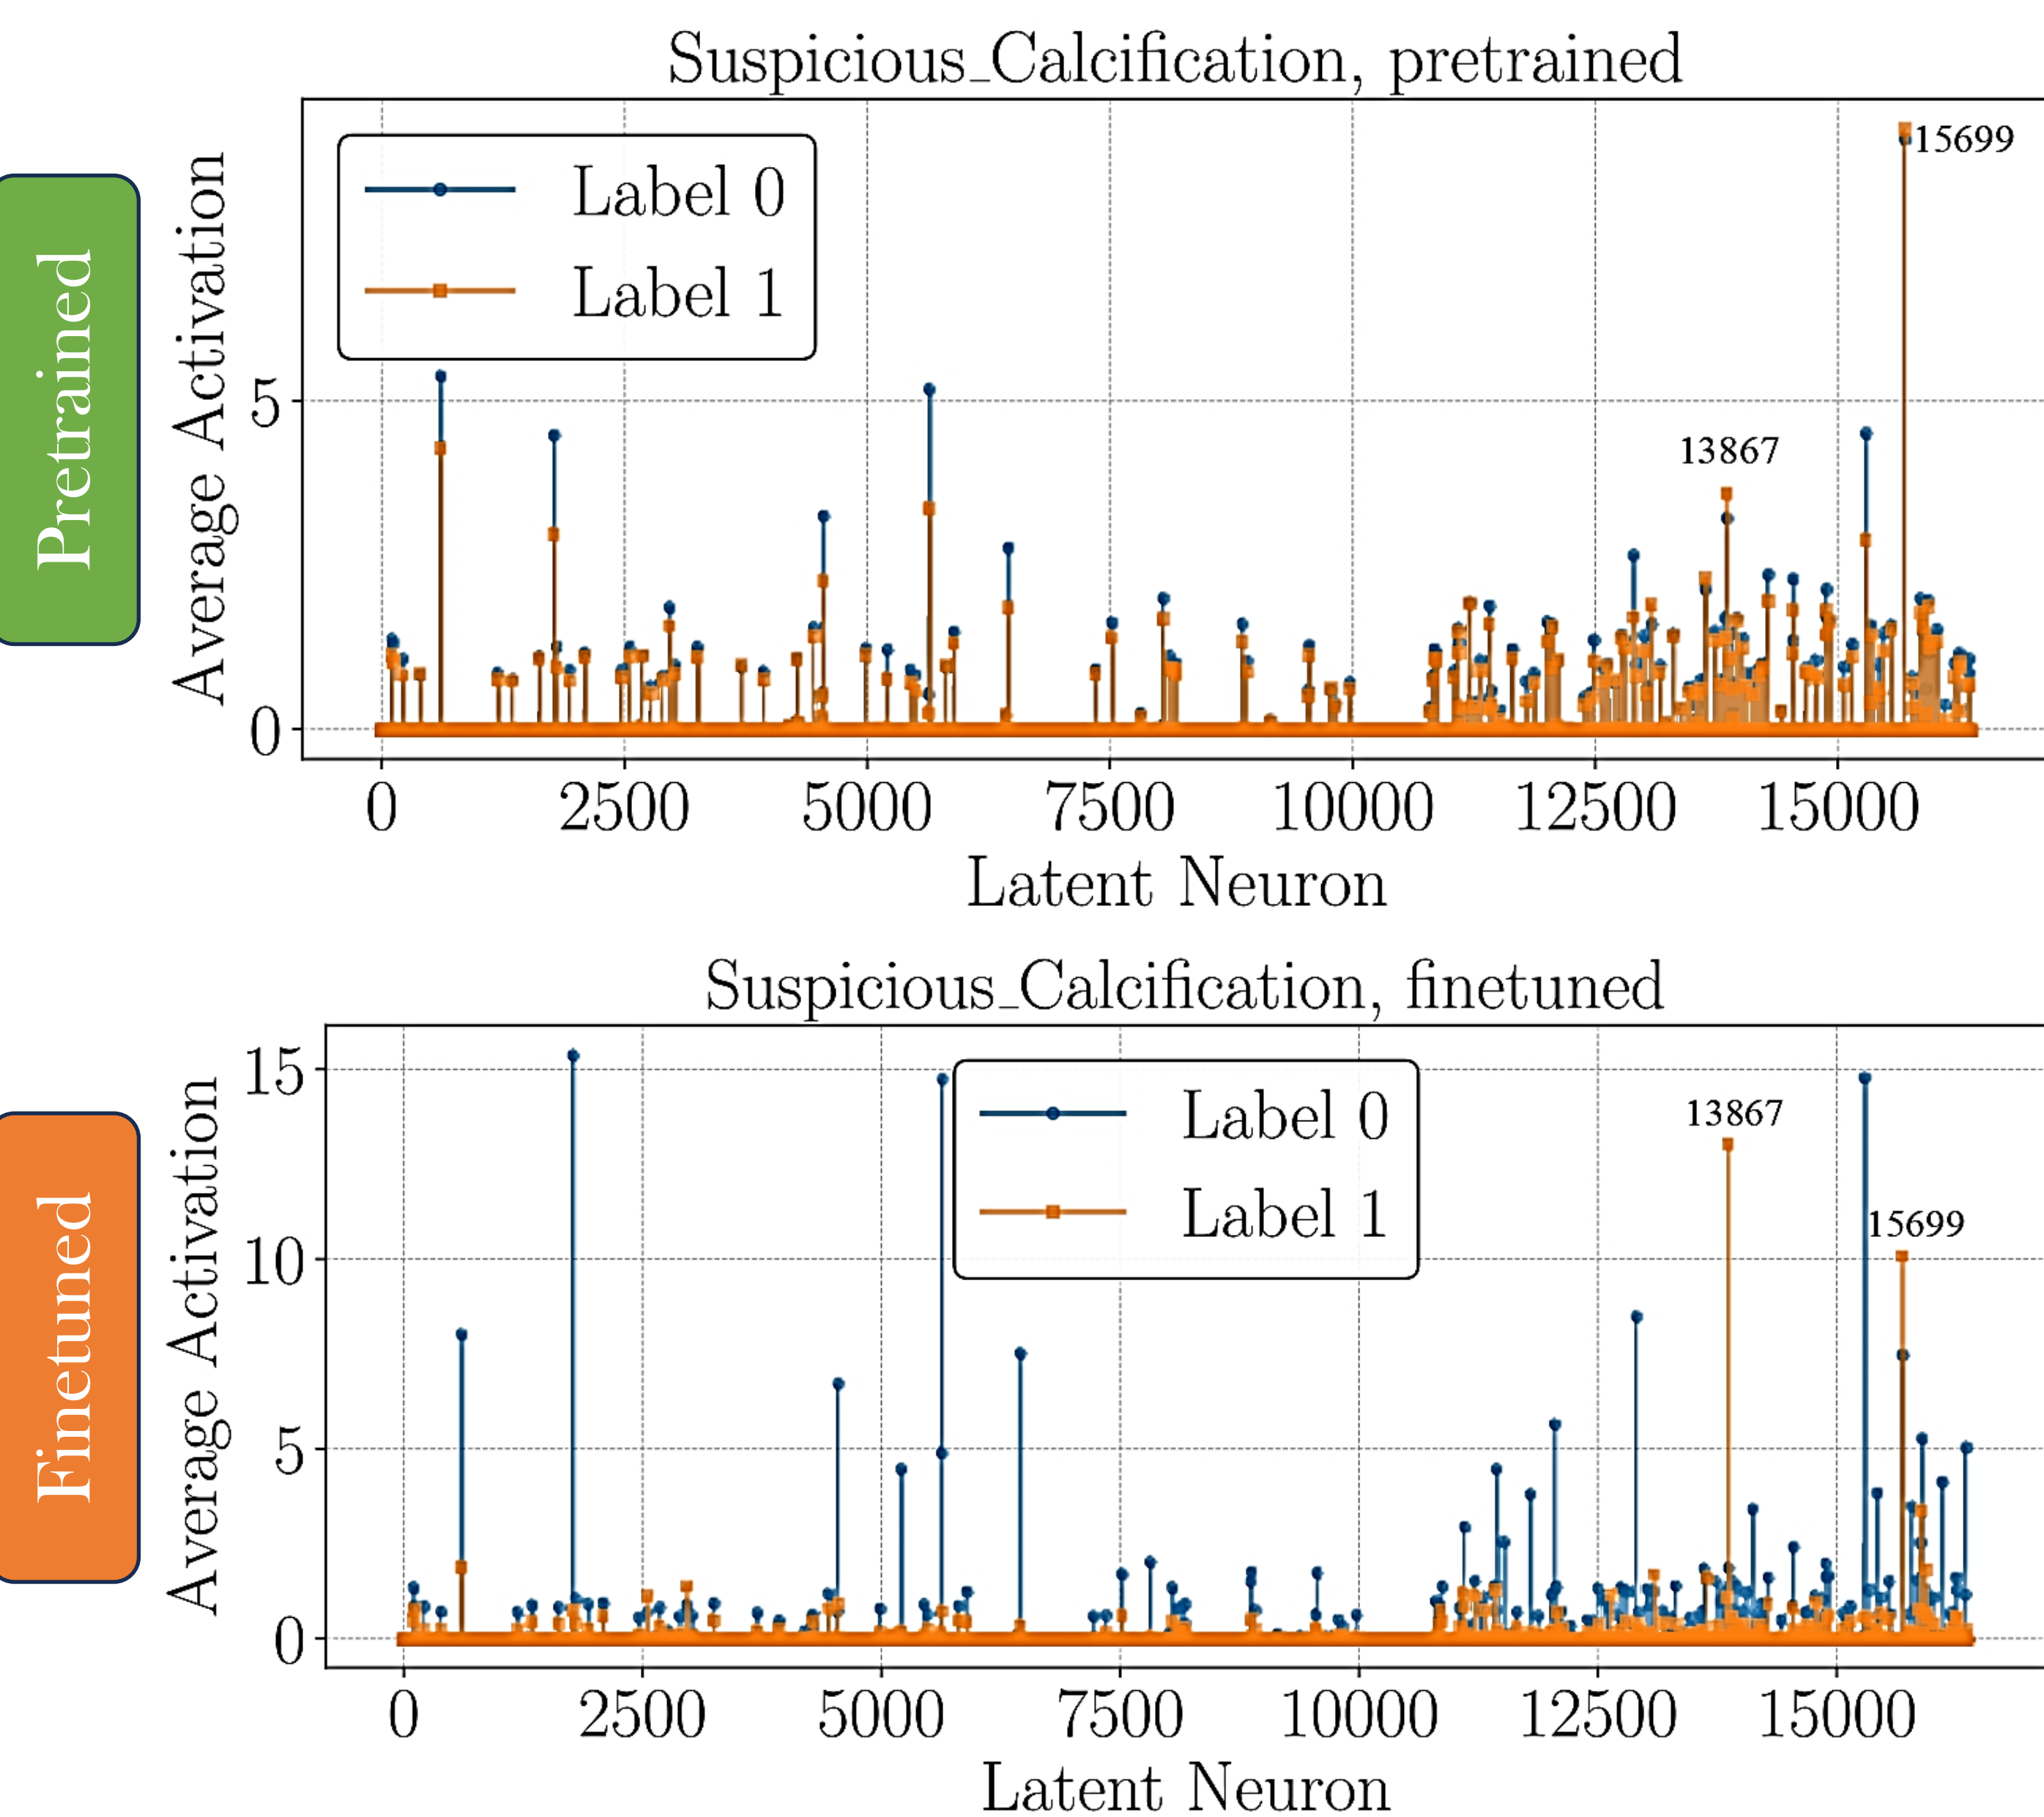 Suspicious_Calcification, pretrained
Pretrained
Average Activation
Label 0
Label 1
15699
13867
5
0
0 2500 5000 7500 10000 12500 15000
Latent Neuron
Suspicious_Calcification, finetuned
Finetuned
Average Activation
Label 0
Label 1
13867
15699
15
10
5
0
0 2500 5000 7500 10000 12500 15000
Latent Neuron